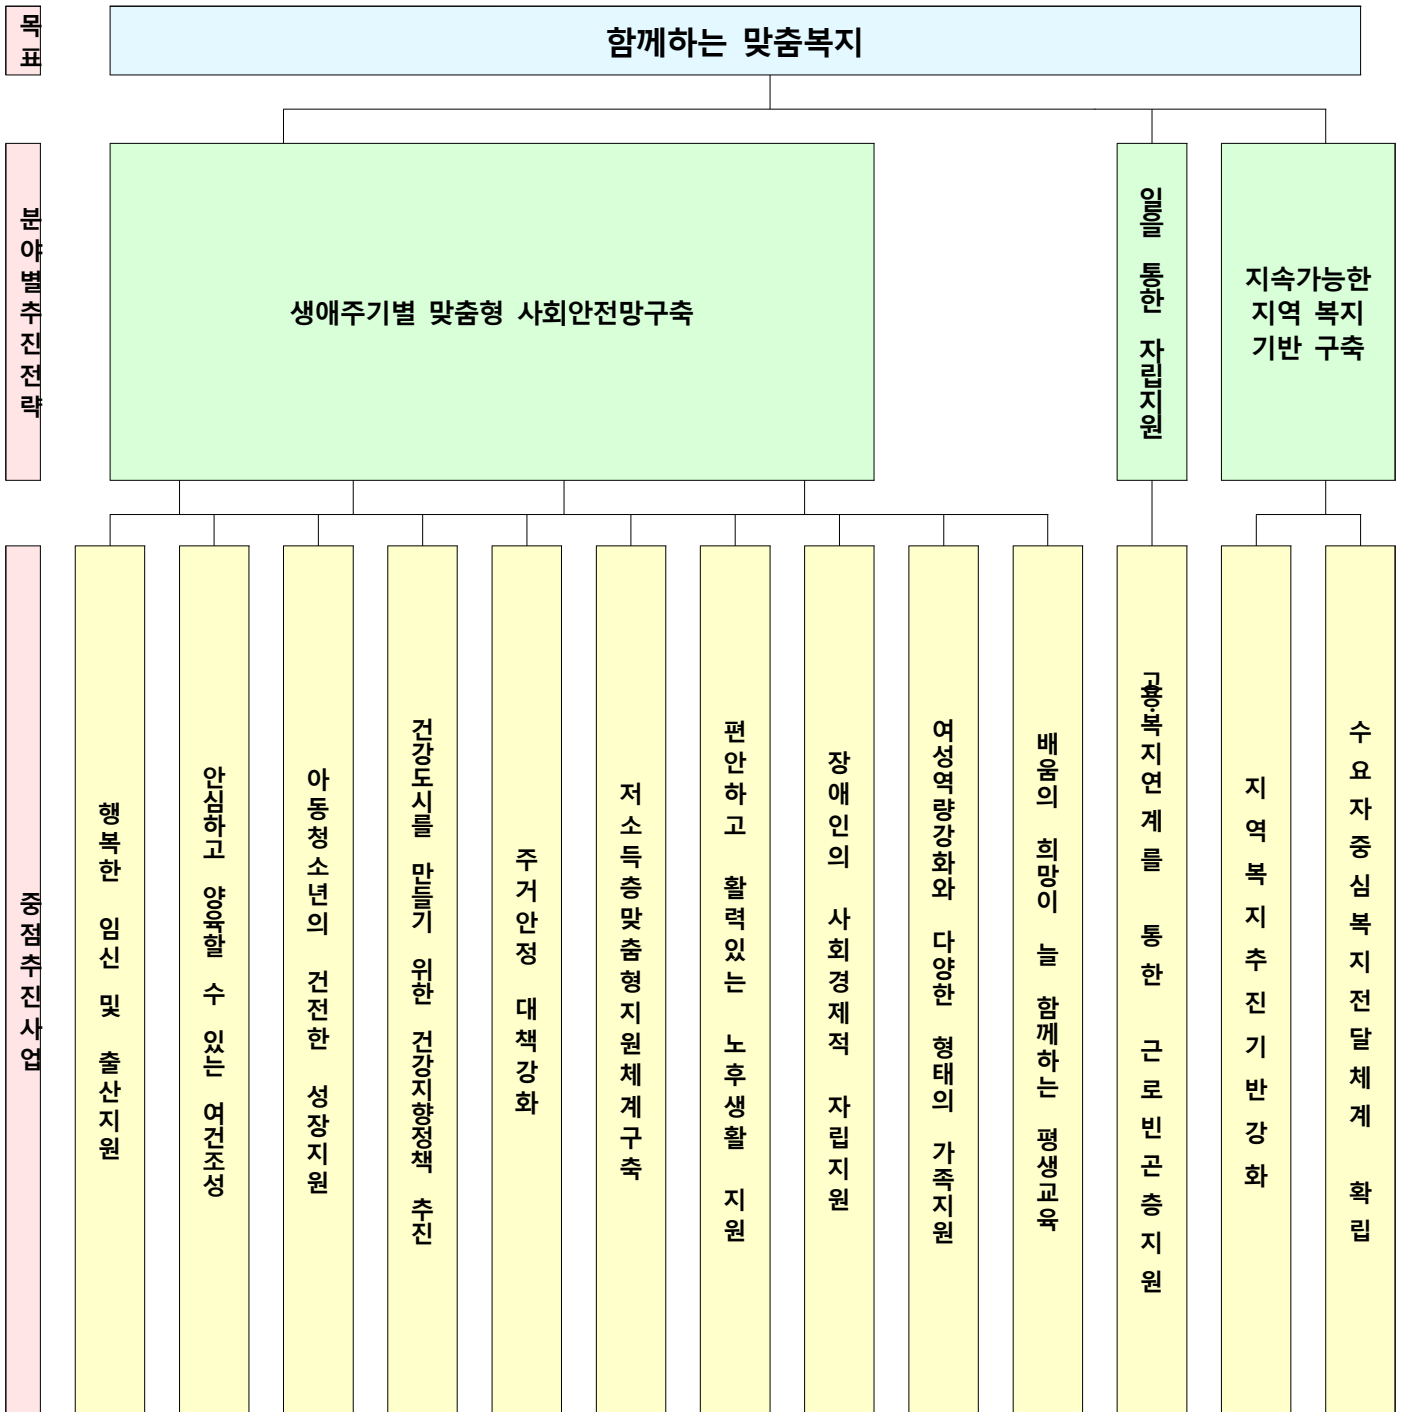 목표
함께하는 맞춤복지
분야별추진전략
생애주기별 맞춤형 사회안전망구축
일을 통한 자립지원
지속가능한
지역 복지
기반 구축
중점추진사업
행복한 임신 및 출산지원
안심하고 양육할 수 있는 여건조성
아동청소년의 건전한 성장지원
건강도시를 만들기 위한 건강지향정책 추진
주거안정 대책강화
저소득층맞춤형지원체계구축
편안하고 활력있는 노후생활 지원
장애인의 사회경제적 자립지원
여성역량강화와 다양한 형태의 가족지원
배움의 희망이 늘 함께하는 평생교육
고용·복지연계를 통한 근로빈곤층지원
지역복지추진기반강화
수요자중심복지전달체계 확립